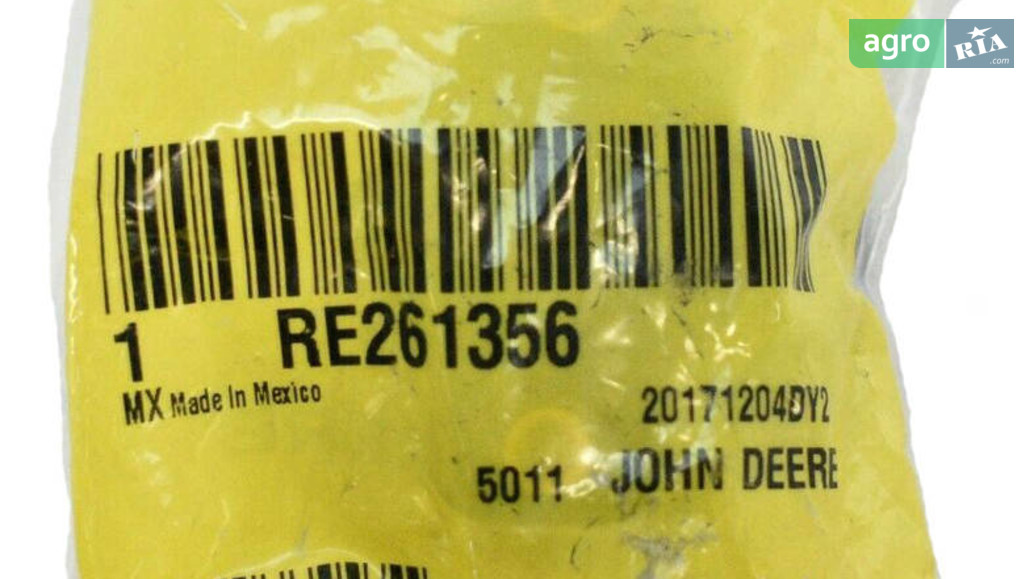 agro RIA.com
1 RE261356
MX Made In Mexico
20171204DY2
5011 JOHN DEERE